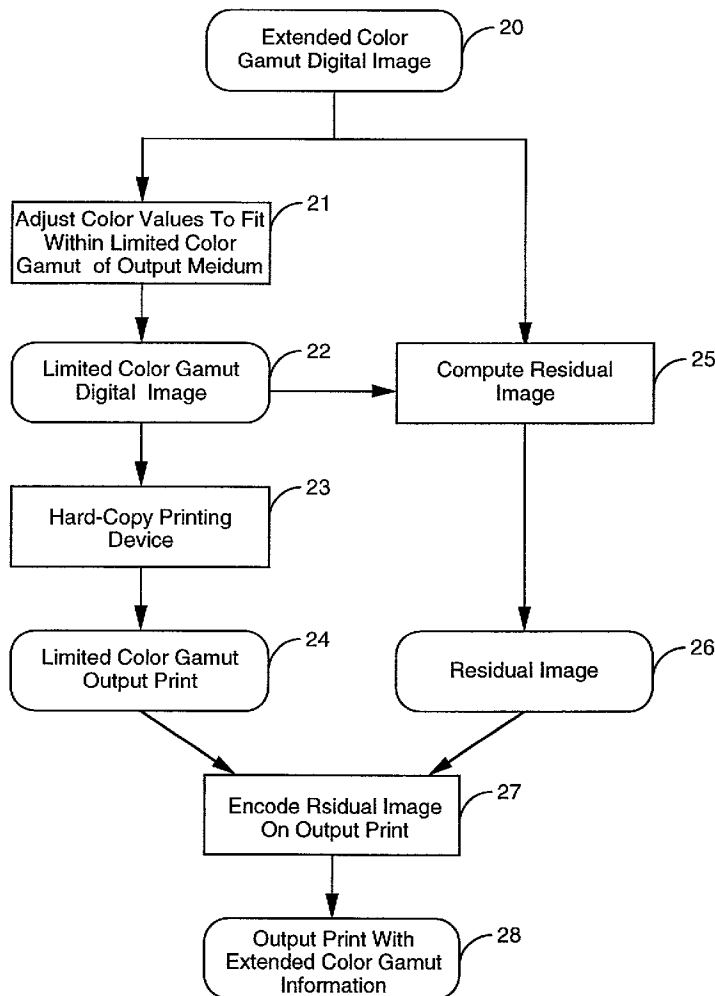 Extended Color
Gamut Digital Image
20
Adjust Color Values To Fit
Within Limited Color
Gamut of Output Meidum
21
Limited Color Gamut
Digital Image
22
Compute Residual
Image
25
Hard-Copy Printing
Device
23
Limited Color Gamut
Output Print
24
Residual Image
26
Encode Rsidual Image
On Output Print
27
Output Print With
Extended Color Gamut
Information
28